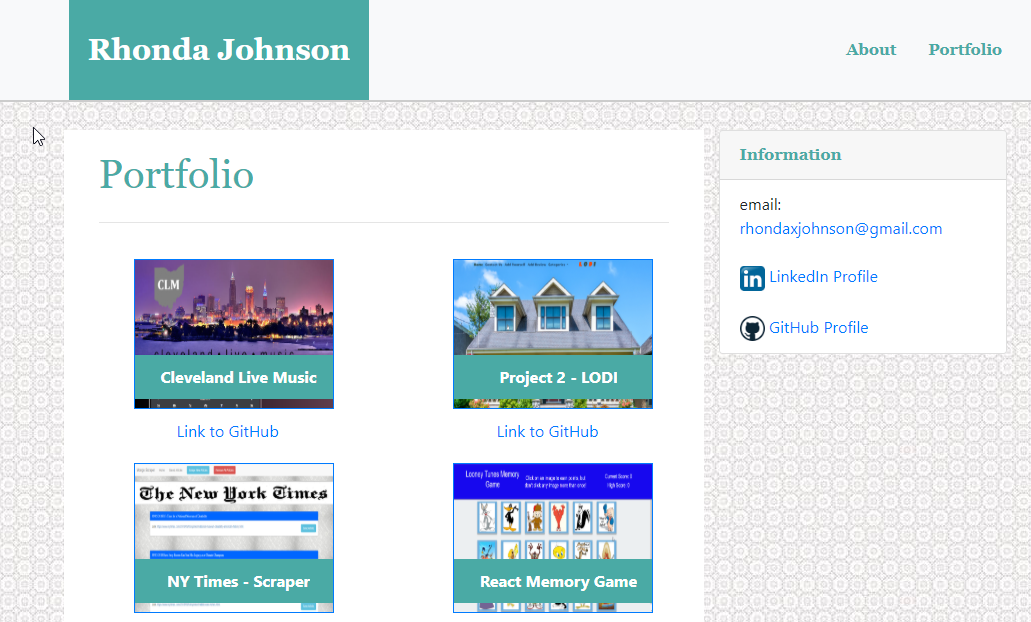 Rhonda Johnson
About
Portfolio
Portfolio
CLM
cleveland • live • music
Cleveland Live Music
Link to GitHub
Project 2 - LODI
Link to GitHub
The New York Times
NY Times - Scraper
Looney Tunes Memory
Game
Click on an image to earn points, but
don't click any image more than once!
Current Score: 0
High Score: 0
React Memory Game
Information
email:
rhondaxjohnson@gmail.com
in LinkedIn Profile
GitHub Profile